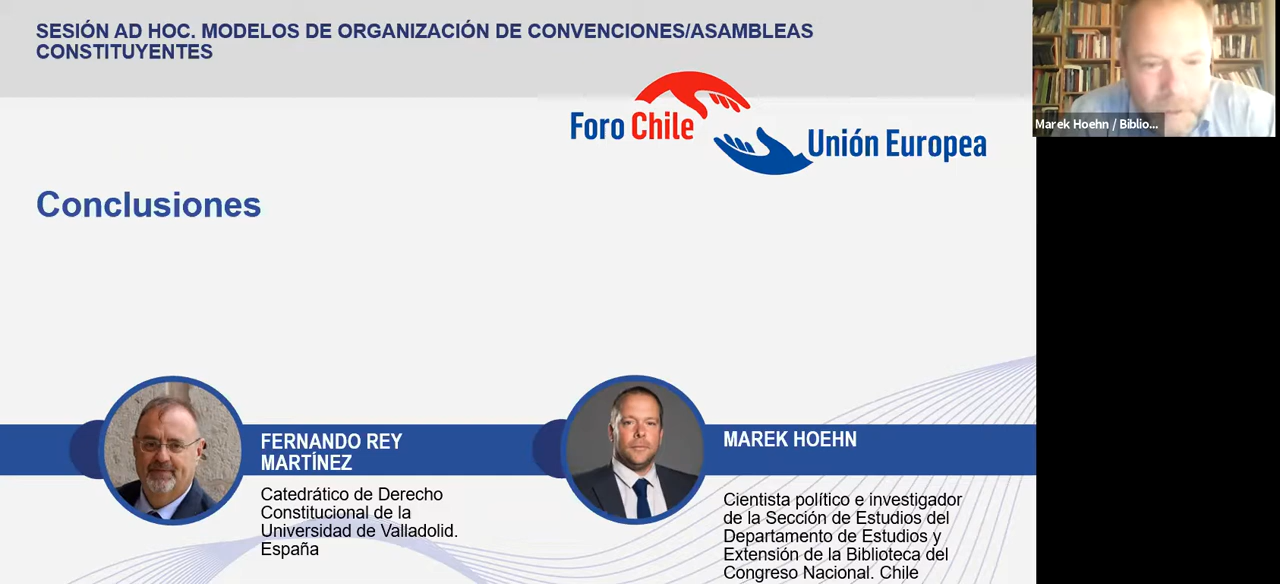 SESIÓN AD HOC. MODELOS DE ORGANIZACIÓN DE CONVENCIONES/ASAMBLEAS
CONSTITUYENTES
Foro Chile
Unión Europea
Marek Hoehn / Biblio...
Conclusiones
FERNANDO REY
MARTÍNEZ
Catedrático de Derecho
Constitucional de la
Universidad de Valladolid.
España
MAREK HOEHN
Cientista político e investigador
de la Sección de Estudios del
Departamento de Estudios y
Extensión de la Biblioteca del
Congreso Nacional. Chile